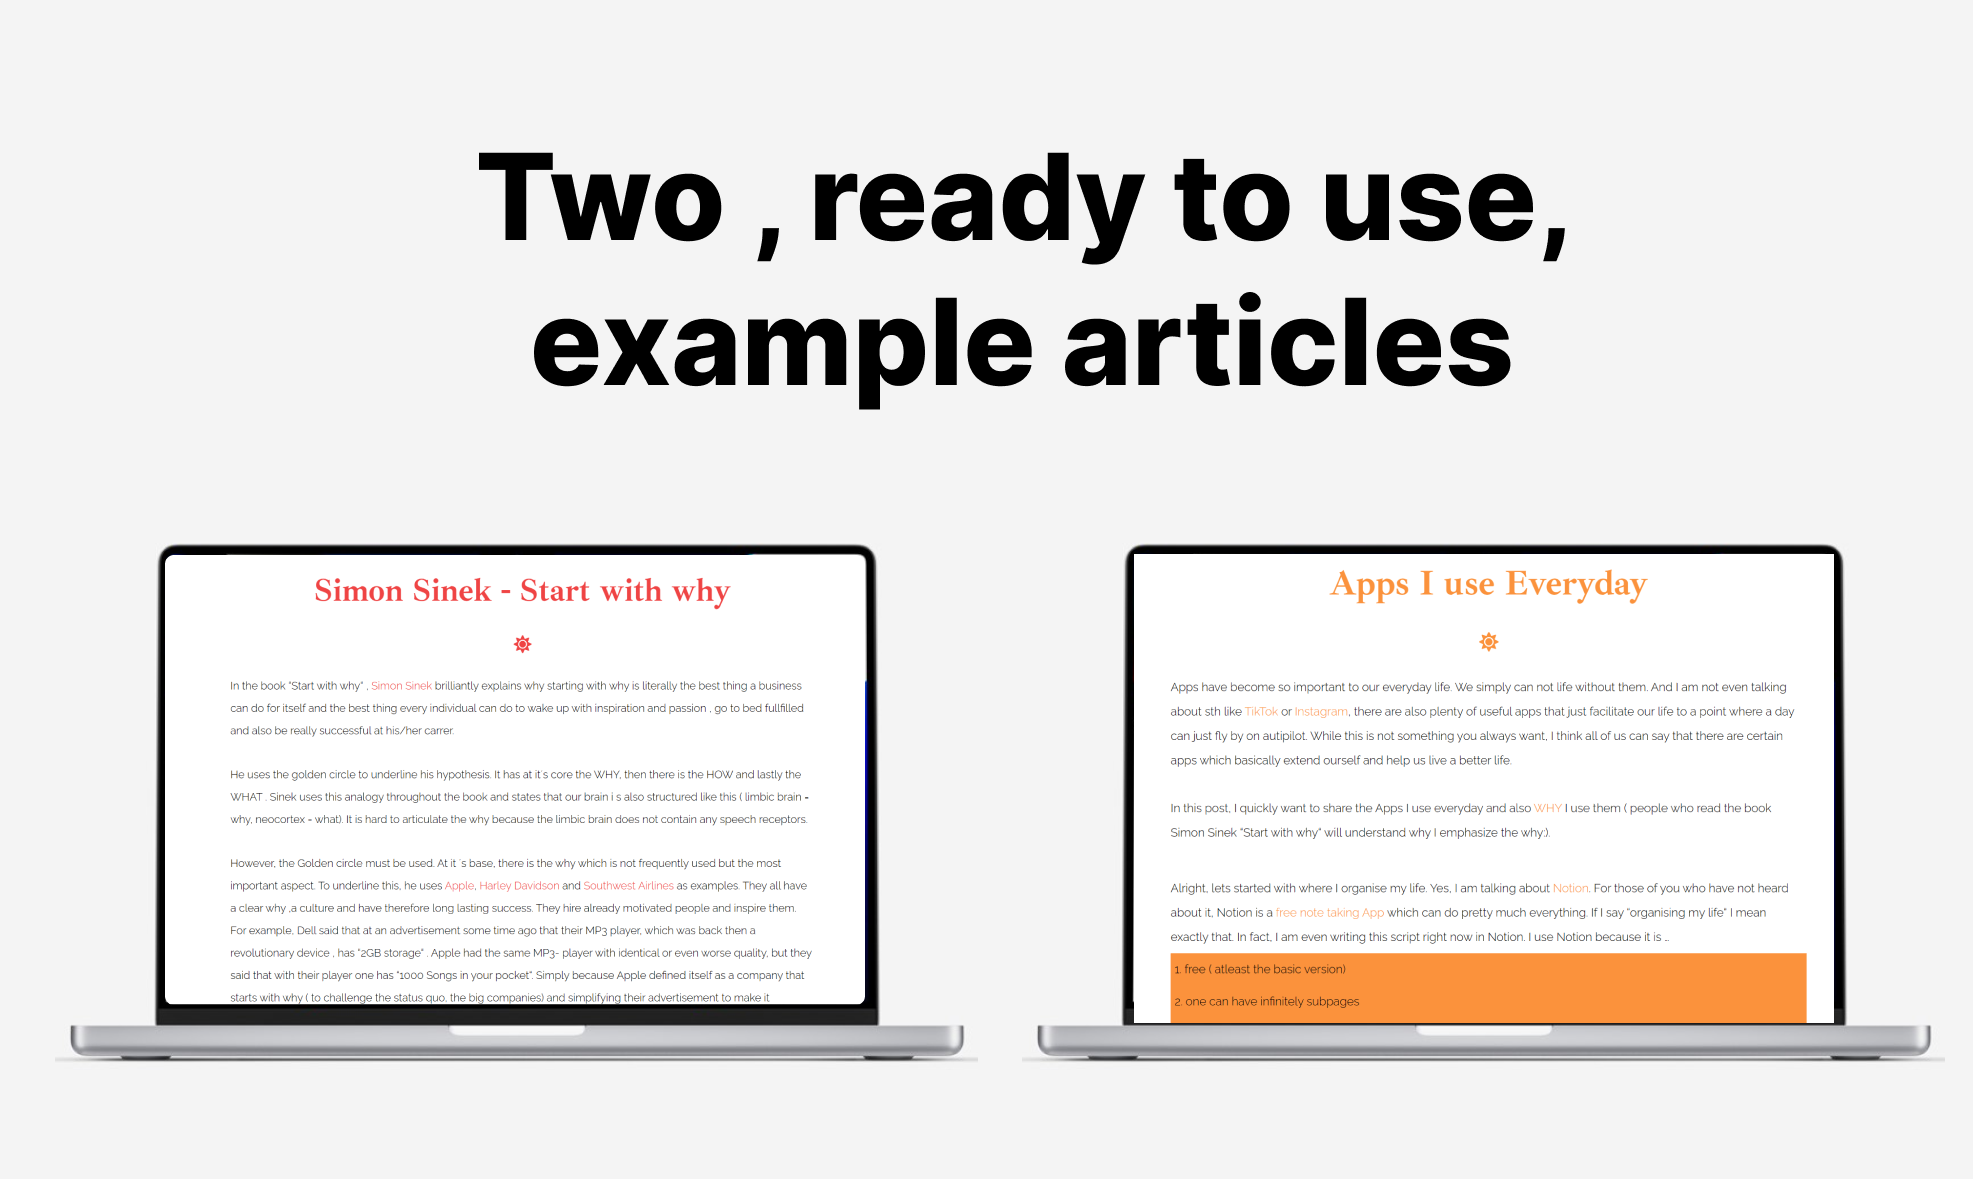 Two , ready to use,
example articles
Simon Sinek - Start with why
In the book "Start with why" , Simon Sinek brilliantly explains why starting with why is literally the best thing a business
can do for itself and the best thing every individual can do to wake up with inspiration and passion , go to bed fullfilled
and also be really successful at his/her carrer.
He uses the golden circle to underline his hypothesis. It has at it´s core the WHY, then there is the HOW and lastly the
WHAT . Sinek uses this analogy throughout the book and states that our brain i s also structured like this ( limbic brain =
why, neocortex = what). It is hard to articulate the why because the limbic brain does not contain any speech receptors.
However, the Golden circle must be used. At it ´s base, there is the why which is not frequently used but the most
important aspect. To underline this, he uses Apple, Harley Davidson and Southwest Airlines as examples. They all have
a clear why ,a culture and have therefore long lasting success. They hire already motivated people and inspire them.
For example, Dell said that at an advertisement some time ago that their MP3 player, which was back then a
revolutionary device , has "2GB storage" . Apple had the same MP3- player with identical or even worse quality, but they
said that with their player one has "1000 Songs in your pocket". Simply because Apple defined itself as a company that
starts with why ( to challenge the status quo, the big companies) and simplifying their advertisement to make it
Apps I use Everyday
Apps have become so important to our everyday life. We simply can not life without them. And I am not even talking
about sth like TikTok or Instagram, there are also plenty of useful apps that just facilitate our life to a point where a day
can just fly by on autipilot. While this is not something you always want, I think all of us can say that there are certain
apps which basically extend ourself and help us live a better life.
In this post, I quickly want to share the Apps I use everyday and also WHY I use them ( people who read the book
Simon Sinek "Start with why" will understand why I emphasize the why:).
Alright, lets started with where I organise my life. Yes, I am talking about Notion. For those of you who have not heard
about it, Notion is a free note taking App which can do pretty much everything. If I say "organising my life" I mean
exactly that. In fact, I am even writing this script right now in Notion. I use Notion because it is ...
1. free ( atleast the basic version)
2. one can have infinitely subpages